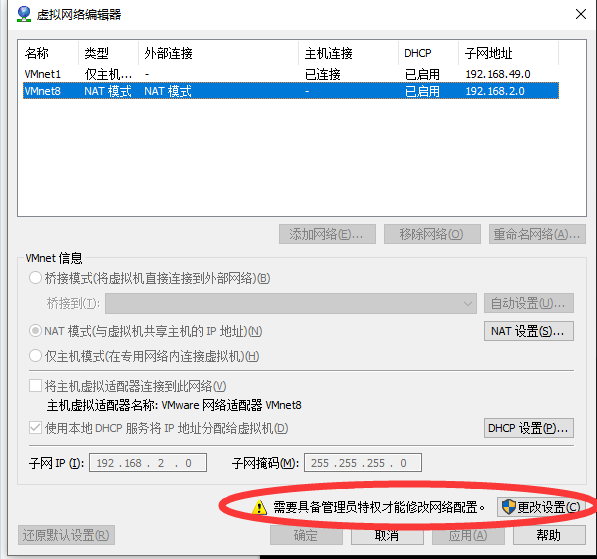 虚拟网络编辑器
名称 类型 外部连接 主机连接 DHCP 子网地址
VMnet1 仅主机... - 已连接 已启用 192.168.49.0
VMnet8 NAT 模式 NAT 模式 - 已启用 192.168.2.0
添加网络(E)... 移除网络(O) 重命名网络(A)...
VMnet 信息
桥接模式(将虚拟机直接连接到外部网络)(B)
桥接到(T): 自动设置(U)...
NAT 模式(与虚拟机共享主机的 IP 地址)(N) NAT 设置(S)...
仅主机模式(在专用网络内连接虚拟机)(H)
将主机虚拟适配器连接到此网络(V)
主机虚拟适配器名称: VMware 网络适配器 VMnet8
使用本地 DHCP 服务将 IP 地址分配给虚拟机(D) DHCP 设置(P)...
子网 IP (I): 192 . 168 . 2 . 0 子网掩码(M): 255 . 255 . 255 . 0
需要具备管理员特权才能修改网络配置。 更改设置(C)
还原默认设置(R) 确定 取消 应用(A) 帮助